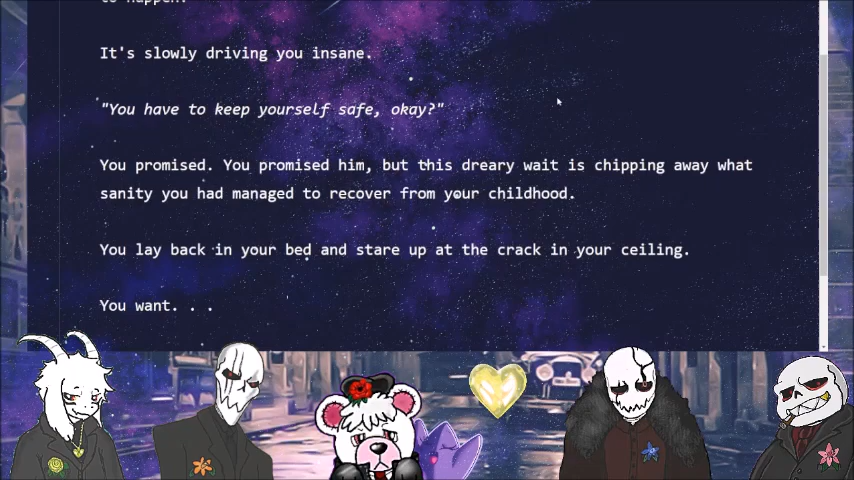 It's slowly driving you insane.
"You have to keep yourself safe, okay?"
You promised. You promised him, but this dreary wait is chipping away what
sanity you had managed to recover from your childhood.
You lay back in your bed and stare up at the crack in your ceiling.
You want. . .